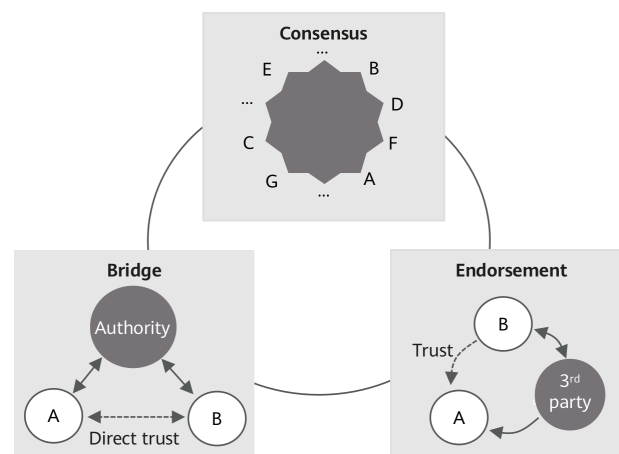 Consensus
...
E
B
...
D
C
F
G
A
...
Bridge
Authority
A
B
Direct trust
Endorsement
B
Trust
3rd
party
A